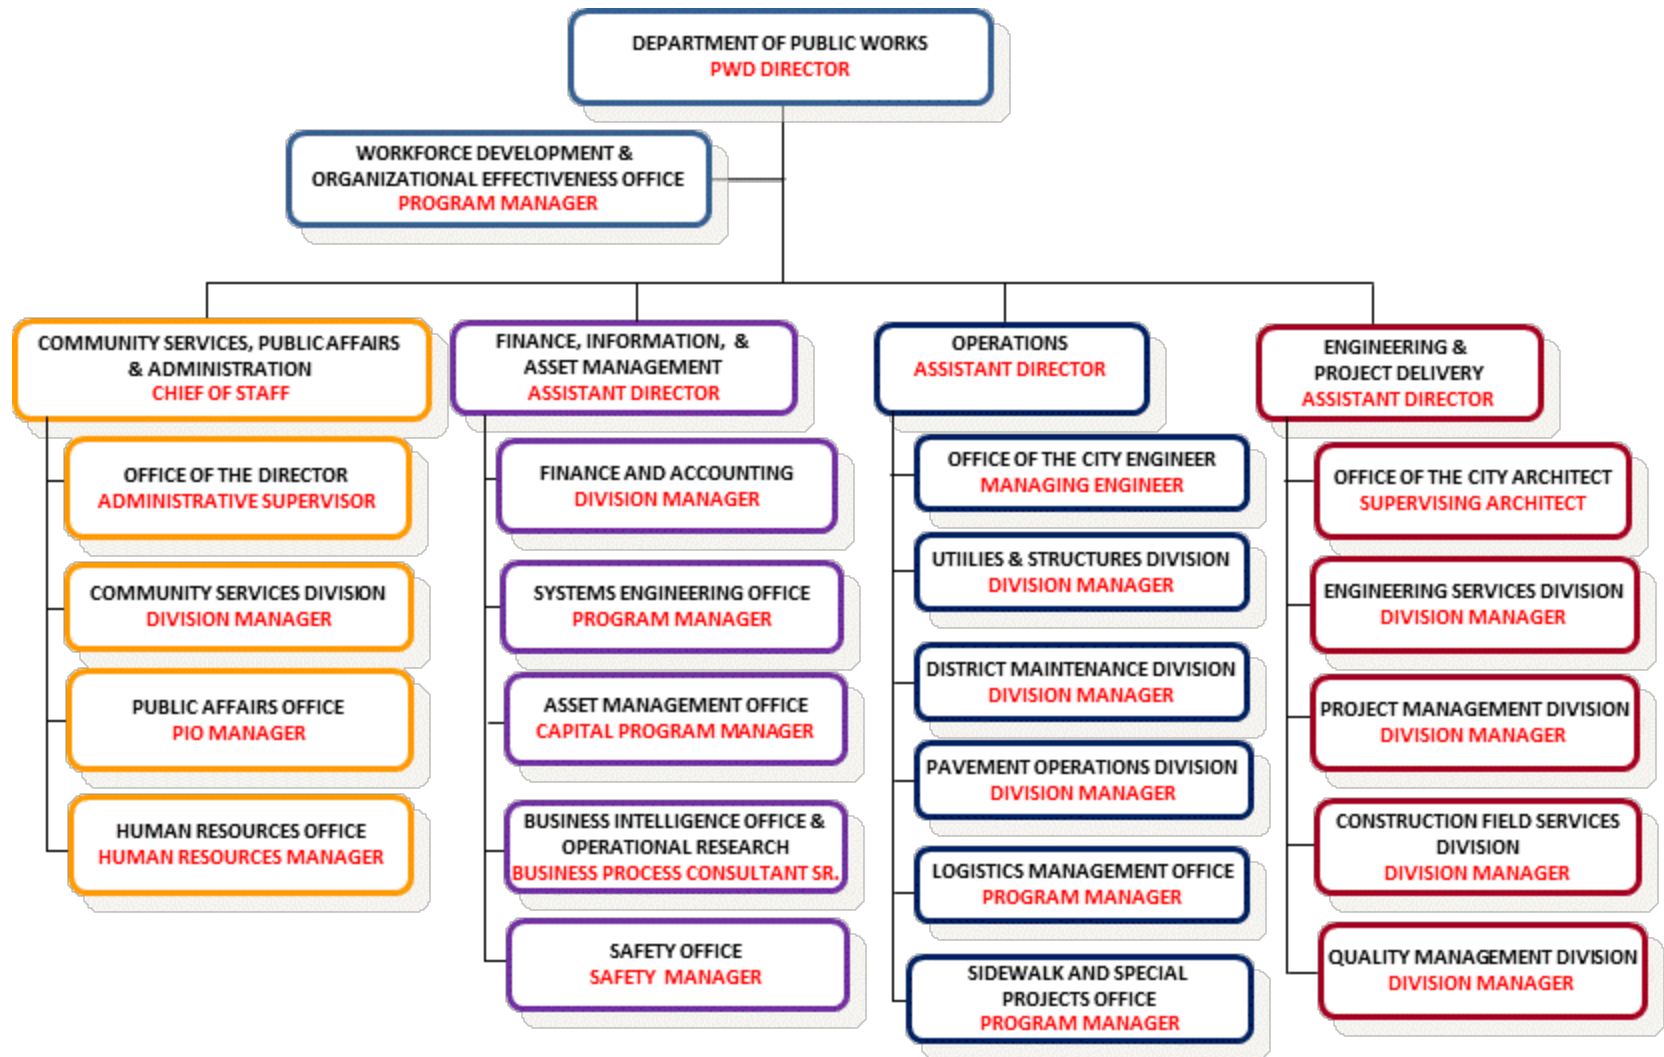 DEPARTMENT OF PUBLIC WORKS
PWD DIRECTOR
WORKFORCE DEVELOPMENT &
ORGANIZATIONAL EFFECTIVENESS OFFICE
PROGRAM MANAGER
COMMUNITY SERVICES, PUBLIC AFFAIRS
& ADMINISTRATION
CHIEF OF STAFF
OFFICE OF THE DIRECTOR
ADMINISTRATIVE SUPERVISOR
COMMUNITY SERVICES DIVISION
DIVISION MANAGER
PUBLIC AFFAIRS OFFICE
PIO MANAGER
HUMAN RESOURCES OFFICE
HUMAN RESOURCES MANAGER
FINANCE, INFORMATION, &
ASSET MANAGEMENT
ASSISTANT DIRECTOR
FINANCE AND ACCOUNTING
DIVISION MANAGER
SYSTEMS ENGINEERING OFFICE
PROGRAM MANAGER
ASSET MANAGEMENT OFFICE
CAPITAL PROGRAM MANAGER
BUSINESS INTELLIGENCE OFFICE &
OPERATIONAL RESEARCH
BUSINESS PROCESS CONSULTANT SR.
SAFETY OFFICE
SAFETY MANAGER
OPERATIONS
ASSISTANT DIRECTOR
OFFICE OF THE CITY ENGINEER
MANAGING ENGINEER
UTIILIES & STRUCTURES DIVISION
DIVISION MANAGER
DISTRICT MAINTENANCE DIVISION
DIVISION MANAGER
PAVEMENT OPERATIONS DIVISION
DIVISION MANAGER
LOGISTICS MANAGEMENT OFFICE
PROGRAM MANAGER
SIDEWALK AND SPECIAL
PROJECTS OFFICE
PROGRAM MANAGER
ENGINEERING &
PROJECT DELIVERY
ASSISTANT DIRECTOR
OFFICE OF THE CITY ARCHITECT
SUPERVISING ARCHITECT
ENGINEERING SERVICES DIVISION
DIVISION MANAGER
PROJECT MANAGEMENT DIVISION
DIVISION MANAGER
CONSTRUCTION FIELD SERVICES
DIVISION
DIVISION MANAGER
QUALITY MANAGEMENT DIVISION
DIVISION MANAGER